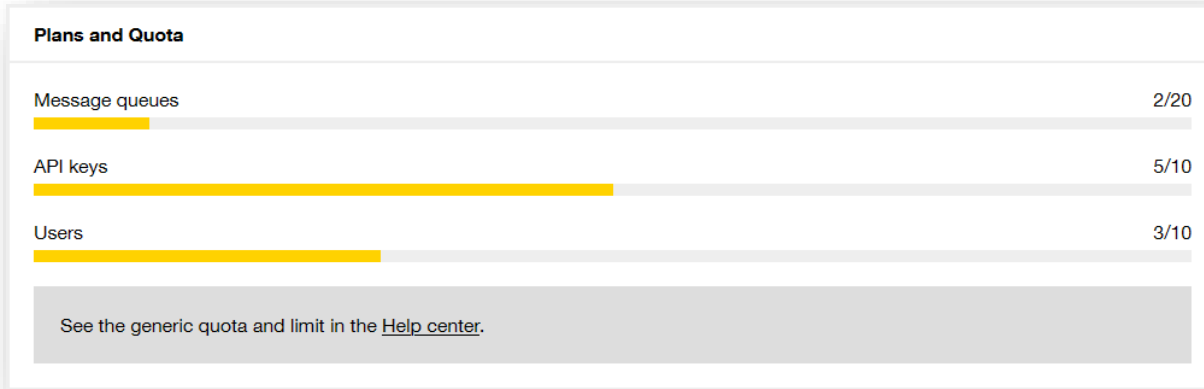 Plans and Quota
Message queues 2/20
API keys 5/10
Users 3/10
See the generic quota and limit in the Help center.